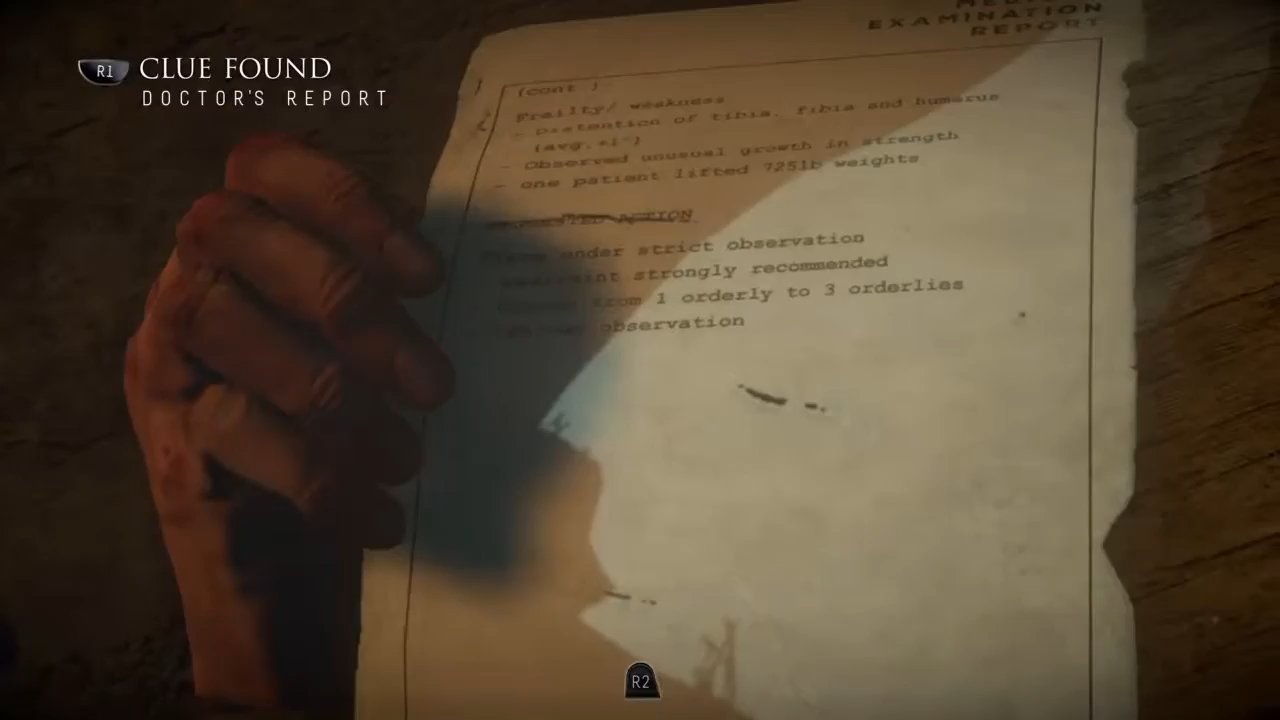 R1 CLUE FOUND
DOCTOR'S REPORT
EXAMINATION
REPORT
(cont )
Frailty/ weakness
- Distention of tibia, fibia and humerus
(avg.+1")
- Observed unusual growth in strength
- one patient lifted 725lb weights
ACTION
under strict observation
strongly recommended
from 1 orderly to 3 orderlies
observation
R2